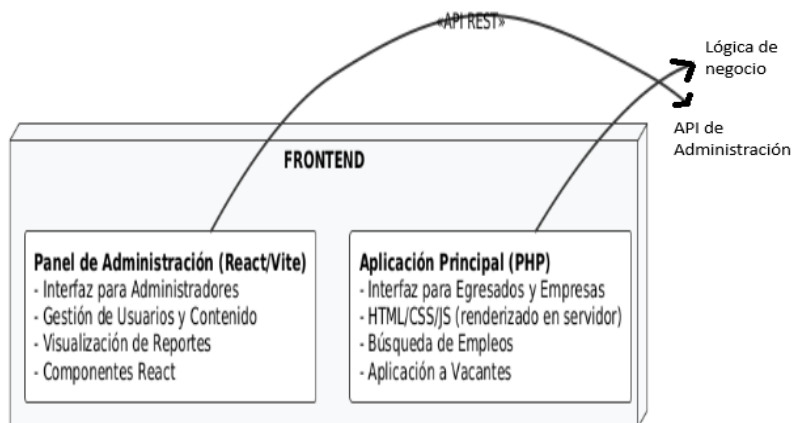 «API REST»
Lógica de
negocio
API de
Administración
FRONTEND
Panel de Administración (React/Vite)
- Interfaz para Administradores
- Gestión de Usuarios y Contenido
- Visualización de Reportes
- Componentes React
Aplicación Principal (PHP)
- Interfaz para Egresados y Empresas
- HTML/CSS/JS (renderizado en servidor)
- Búsqueda de Empleos
- Aplicación a Vacantes